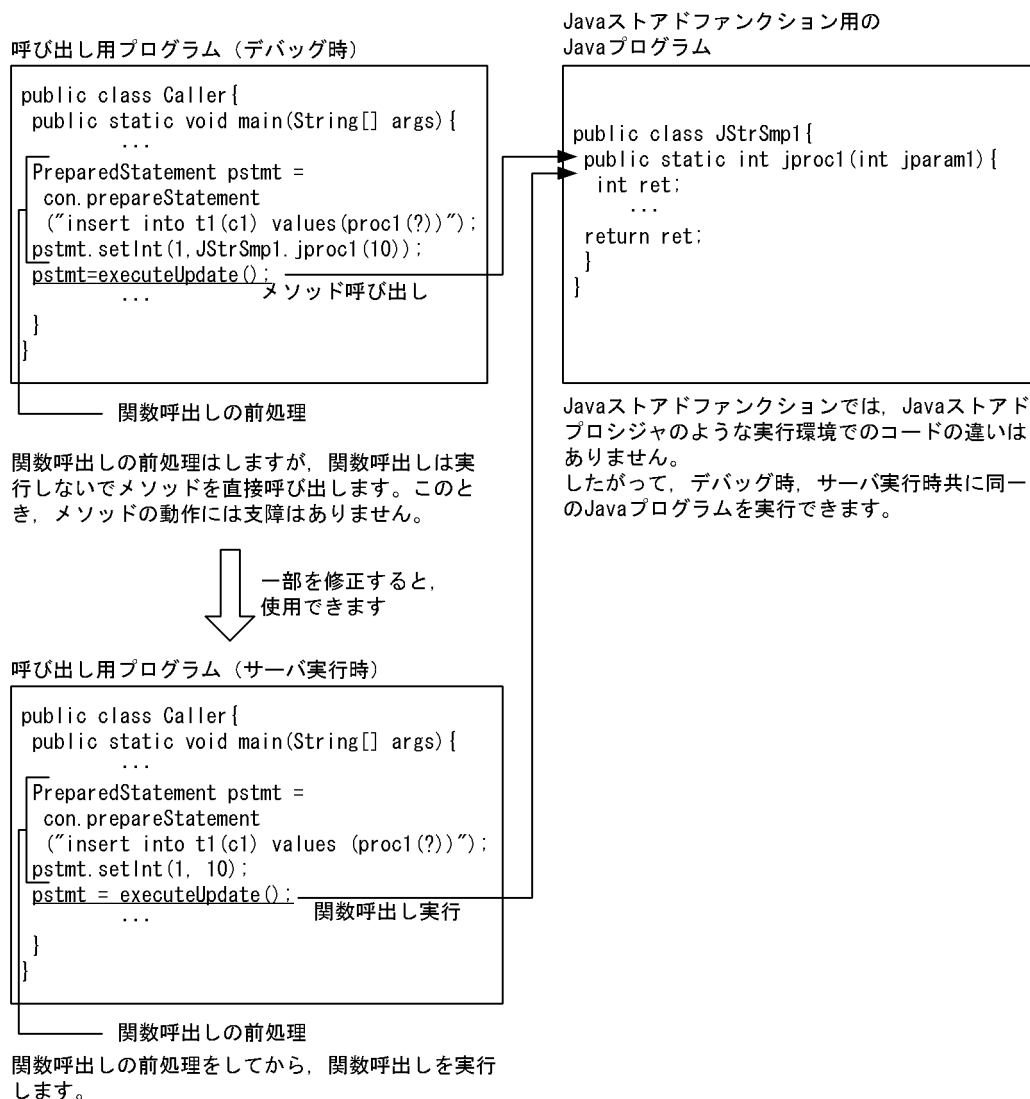 呼び出し用プログラム（デバッグ時）
public class Caller{
public static void main(String[] args){
...
PreparedStatement pstmt =
con.prepareStatement
("insert into t1(c1) values(proc1(?))");
pstmt.setInt(1,JStrSmp1.jproc1(10));
pstmt=executeUpdate();
メソッド呼び出し
...
}
}
関数呼出しの前処理
関数呼出しの前処理はしますが，関数呼出しは実
行しないでメソッドを直接呼び出します。このと
き，メソッドの動作には支障はありません。
Javaストアドファンクション用の
Javaプログラム
public class JStrSmp1{
public static int jproc1(int jparam1){
int ret;
...
return ret;
}
}
Javaストアドファンクションでは，Javaストアド
プロシジャのような実行環境でのコードの違いは
ありません。
したがって，デバッグ時，サーバ実行時共に同一
のJavaプログラムを実行できます。
一部を修正すると，
使用できます
呼び出し用プログラム（サーバ実行時）
public class Caller{
public static void main(String[] args){
...
PreparedStatement pstmt =
con.prepareStatement
("insert into t1(c1) values (proc1(?))");
pstmt.setInt(1, 10);
pstmt = executeUpdate();
関数呼出し実行
...
}
}
関数呼出しの前処理
関数呼出しの前処理をしてから，関数呼出しを実行
します。